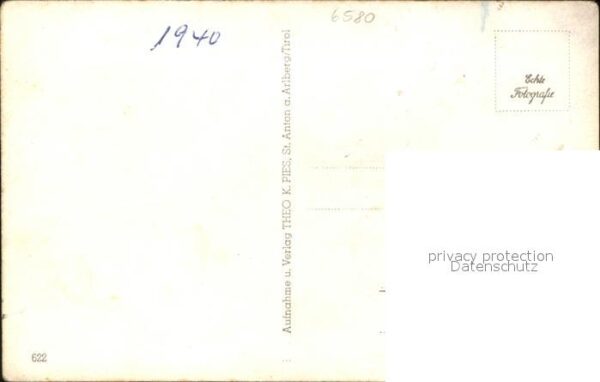 1940
6580
Echte
Fotografie
Aufnahme u. Verlag THEO K. PIES, St. Anton a. Arlberg/Tirol
privacy protection
Datenschutz
622